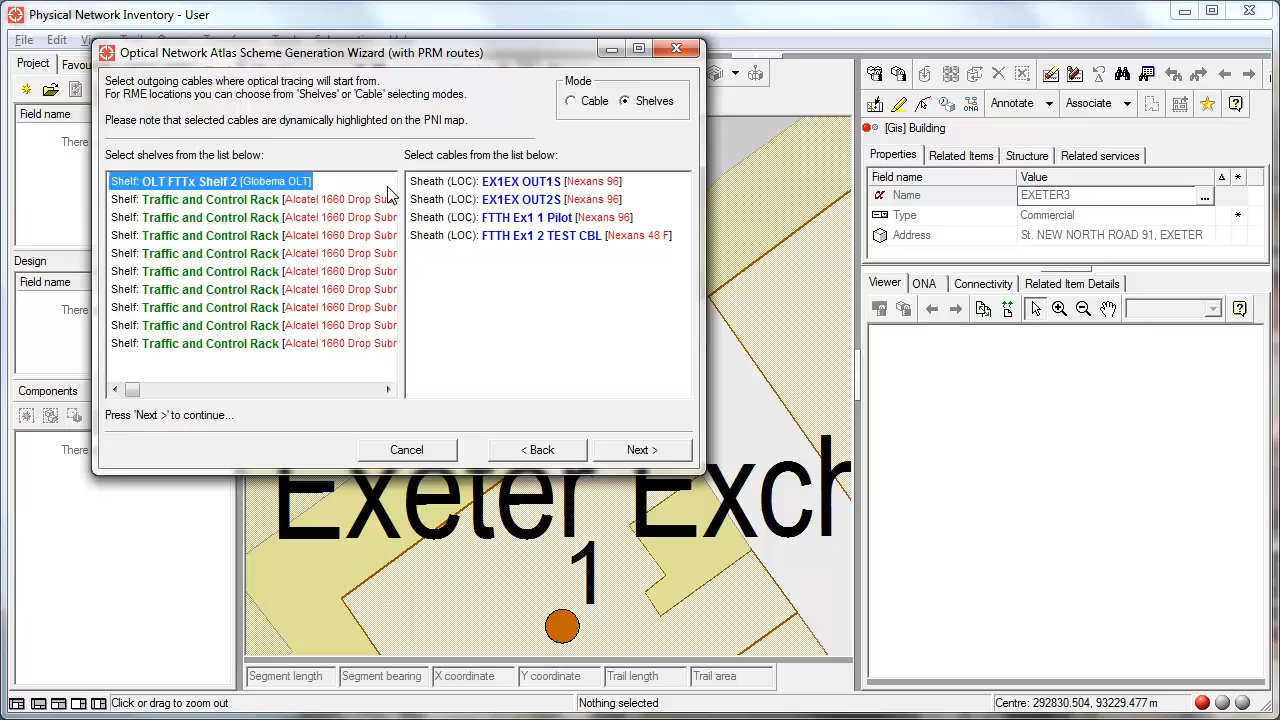 Physical Network Inventory - User
File Edit
Optical Network Atlas Scheme Generation Wizard (with PRM routes)
Project Favou
Field name
There
Design
Field name
There
Components
There
Select outgoing cables where optical tracing will start from
For RME locations you can choose from 'Shelves' or 'Cable' selecting modes.
Please note that selected cables are dynamically highlighted on the PNI map.
Mode
Cable Shelves
Select shelves from the list below:
Shelf: OLT FTTx Shelf 2 [Globema OLT]
Shelf: Traffic and Control Rack [Alcatel 1660 Drop Subr
Shelf: Traffic and Control Rack [Alcatel 1660 Drop Subr
Shelf: Traffic and Control Rack [Alcatel 1660 Drop Subr
Shelf: Traffic and Control Rack [Alcatel 1660 Drop Subr
Shelf: Traffic and Control Rack [Alcatel 1660 Drop Subr
Shelf: Traffic and Control Rack [Alcatel 1660 Drop Subr
Shelf: Traffic and Control Rack [Alcatel 1660 Drop Subr
Shelf: Traffic and Control Rack [Alcatel 1660 Drop Subr
Shelf: Traffic and Control Rack [Alcatel 1660 Drop Subr
Select cables from the list below:
Sheath (LOC): EX1EX OUT1S [Nexans 96]
Sheath (LOC): EX1EX OUT2S [Nexans 96]
Sheath (LOC): FTTH Ex1 1 Pilot [Nexans 96]
Sheath (LOC): FTTH Ex1 2 TEST CBL [Nexans 48 F]
Press 'Next >' to continue...
Cancel < Back Next >
Exeter Exch
1
Annotate Associate
[Gis] Building
Properties Related Items Structure Related services
Field name Value
Name EXETER3 ...
Type Commercial
Address St. NEW NORTH ROAD 91, EXETER
Viewer ONA Connectivity Related Item Details
Segment length Segment bearing X coordinate Y coordinate Trail length Trail area
Click or drag to zoom out Nothing selected Centre: 292830.504, 93229.477 m